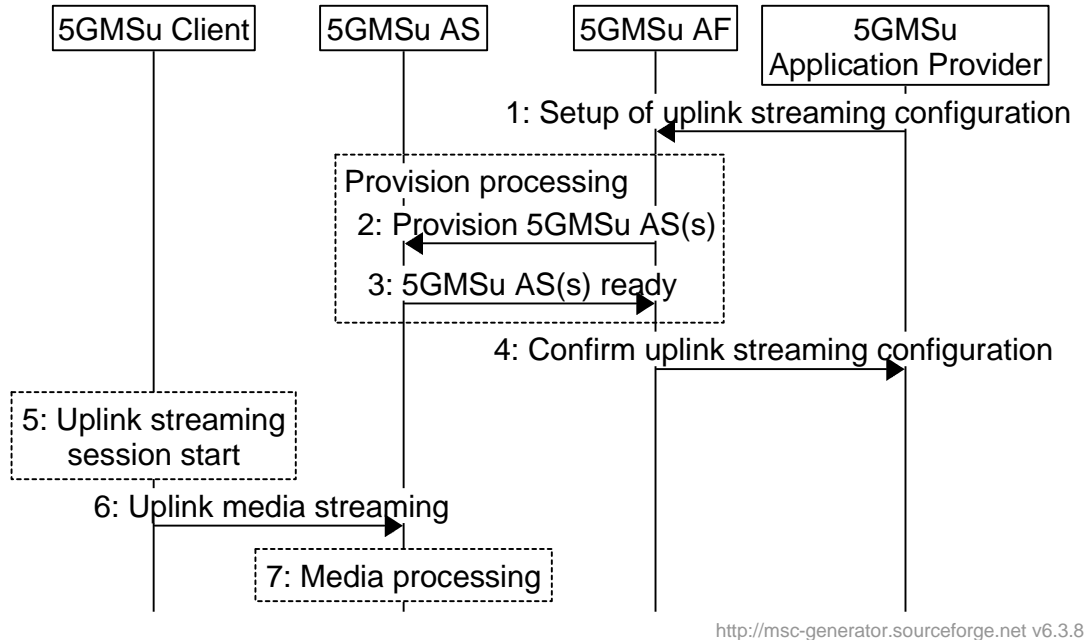 5GMSu Client
5GMSu AS
5GMSu AF
5GMSu
Application Provider
1: Setup of uplink streaming configuration
Provision processing
2: Provision 5GMSu AS(s)
3: 5GMSu AS(s) ready
4: Confirm uplink streaming configuration
5: Uplink streaming
session start
6: Uplink media streaming
7: Media processing
http://msc-generator.sourceforge.net v6.3.8